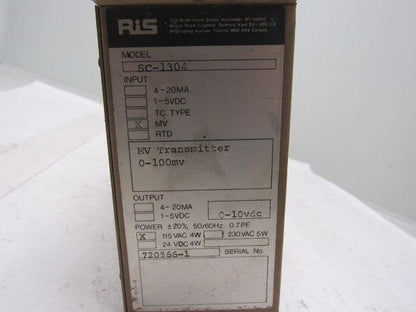 RIS
MODEL
SC-1304
INPUT
4-20MA
1-5VDC
TC TYPE
X MV
RTD
MV Transmitter
0-100mv
OUTPUT
4-20MA
1-5VDC 0-10vdc
POWER ±20% 50/60Hz 0.7PF
X 115VAC 4W 230VAC 5W
24 VDC 4W
720566-1 SERIAL No.